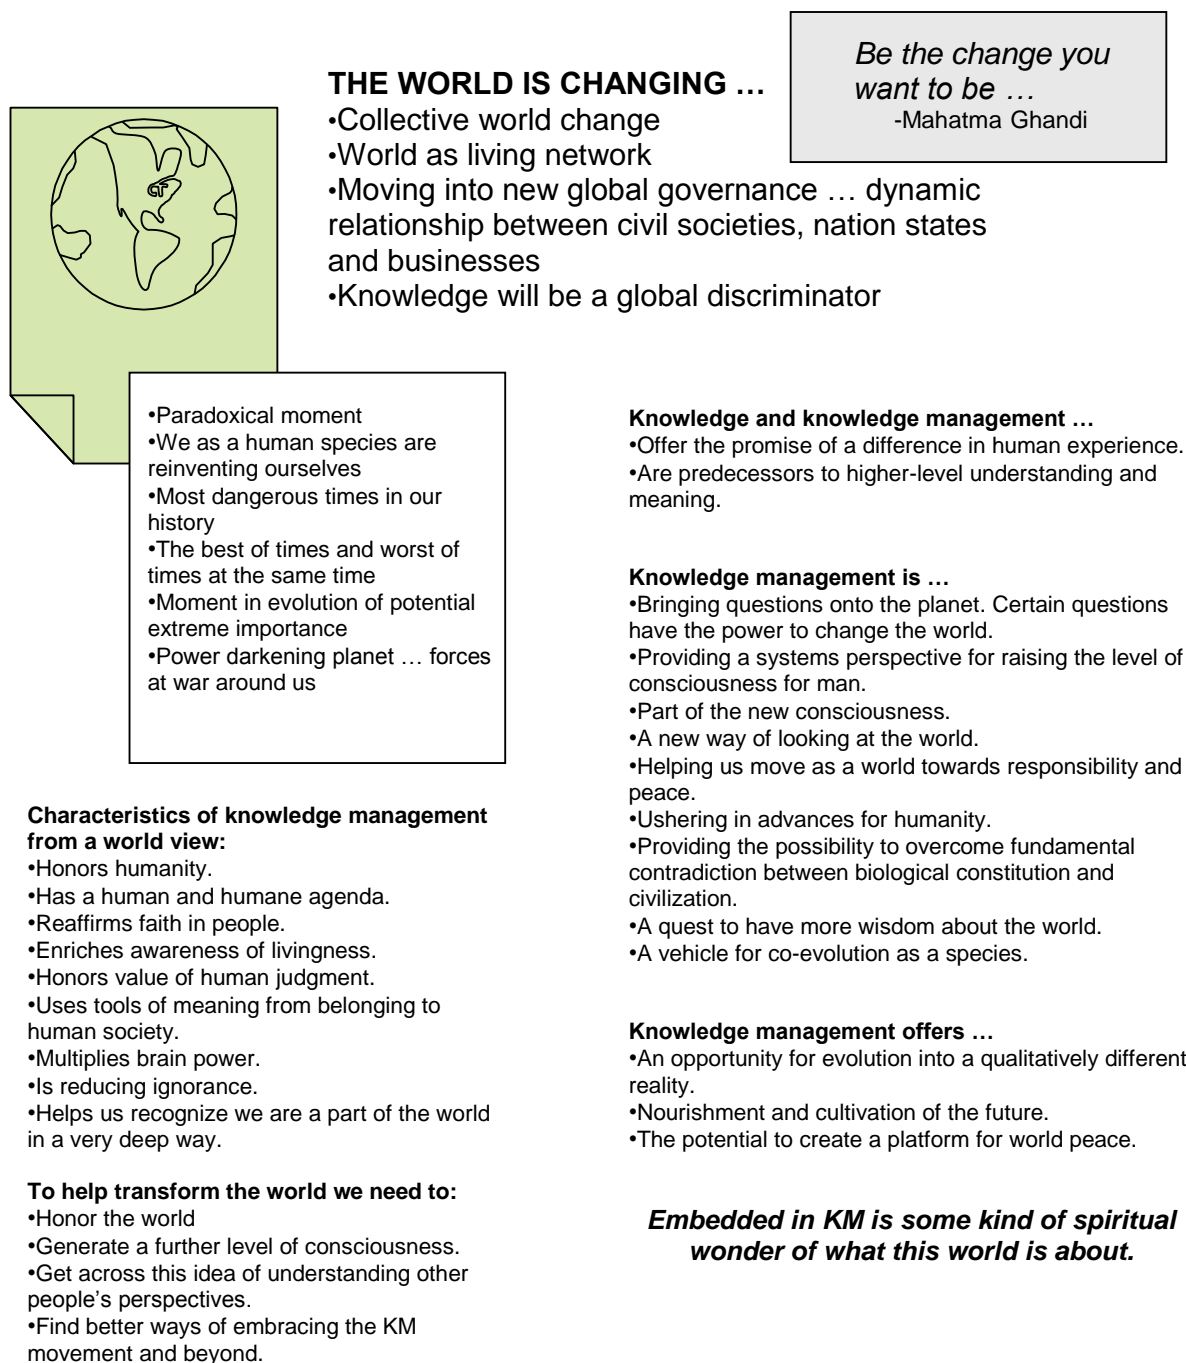 Be the change you
want to be …
-Mahatma Ghandi
THE WORLD IS CHANGING …
•Collective world change
•World as living network
•Moving into new global governance … dynamic
relationship between civil societies, nation states
and businesses
•Knowledge will be a global discriminator
•Paradoxical moment
•We as a human species are
reinventing ourselves
•Most dangerous times in our
history
•The best of times and worst of
times at the same time
•Moment in evolution of potential
extreme importance
•Power darkening planet … forces
at war around us
Characteristics of knowledge management
from a world view:
•Honors humanity.
•Has a human and humane agenda.
•Reaffirms faith in people.
•Enriches awareness of livingness.
•Honors value of human judgment.
•Uses tools of meaning from belonging to
human society.
•Multiplies brain power.
•Is reducing ignorance.
•Helps us recognize we are a part of the world
in a very deep way.
To help transform the world we need to:
•Honor the world
•Generate a further level of consciousness.
•Get across this idea of understanding other
people’s perspectives.
•Find better ways of embracing the KM
movement and beyond.
Knowledge and knowledge management …
•Offer the promise of a difference in human experience.
•Are predecessors to higher-level understanding and
meaning.
Knowledge management is …
•Bringing questions onto the planet. Certain questions
have the power to change the world.
•Providing a systems perspective for raising the level of
consciousness for man.
•Part of the new consciousness.
•A new way of looking at the world.
•Helping us move as a world towards responsibility and
peace.
•Ushering in advances for humanity.
•Providing the possibility to overcome fundamental
contradiction between biological constitution and
civilization.
•A quest to have more wisdom about the world.
•A vehicle for co-evolution as a species.
Knowledge management offers …
•An opportunity for evolution into a qualitatively different
reality.
•Nourishment and cultivation of the future.
•The potential to create a platform for world peace.
Embedded in KM is some kind of spiritual
wonder of what this world is about.